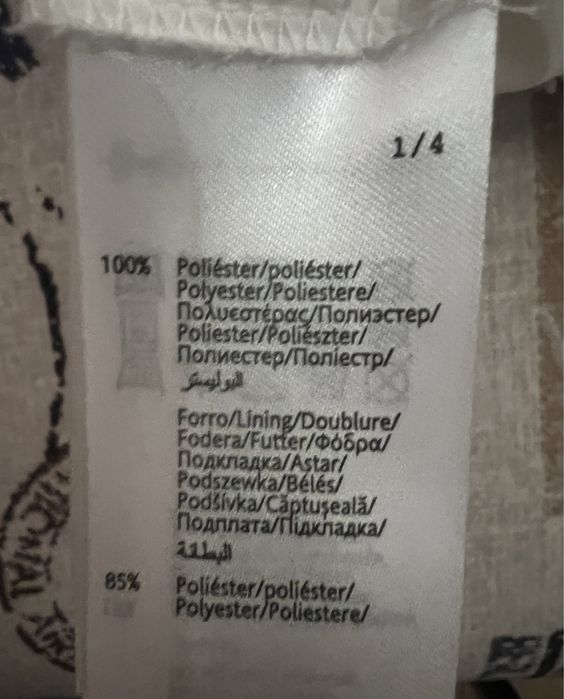 1/4
100% Poliéster/poliéster/
Polyester/Poliestere/
Πολυεστέρας/Полиэстер/
Poliester/Poliészter/
Полиестер/Поліестр/
البوليستر
Forro/Lining/Doublure/
Fodera/Futter/Φόδρα/
Подкладка/Astar/
Podszewka/Bélés/
Podšívka/Căptuşeală/
Подплата/Підкладка/
البطانة
85% Poliéster/poliéster/
Polyester/Poliestere/